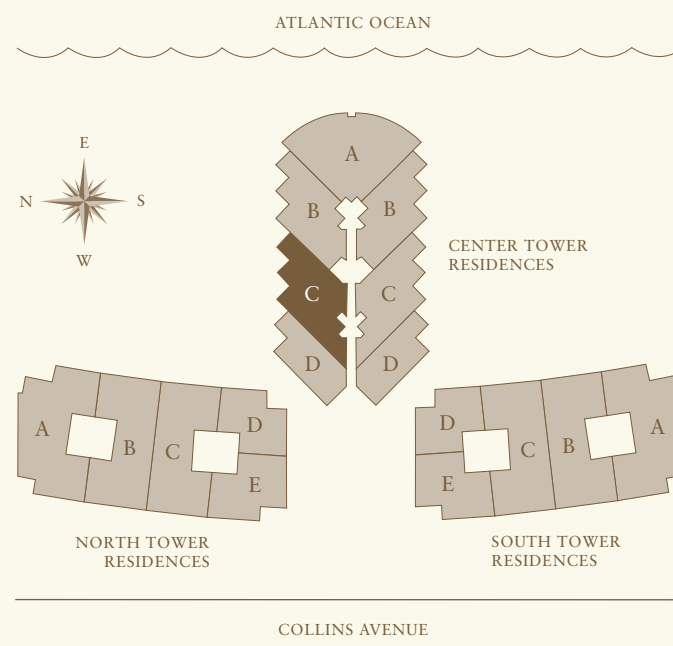 ATLANTIC OCEAN
E
N
S
W
A
B
B
CENTER TOWER
RESIDENCES
C
C
D
D
A
B
C
D
E
D
E
C
B
A
NORTH TOWER
RESIDENCES
SOUTH TOWER
RESIDENCES
COLLINS AVENUE